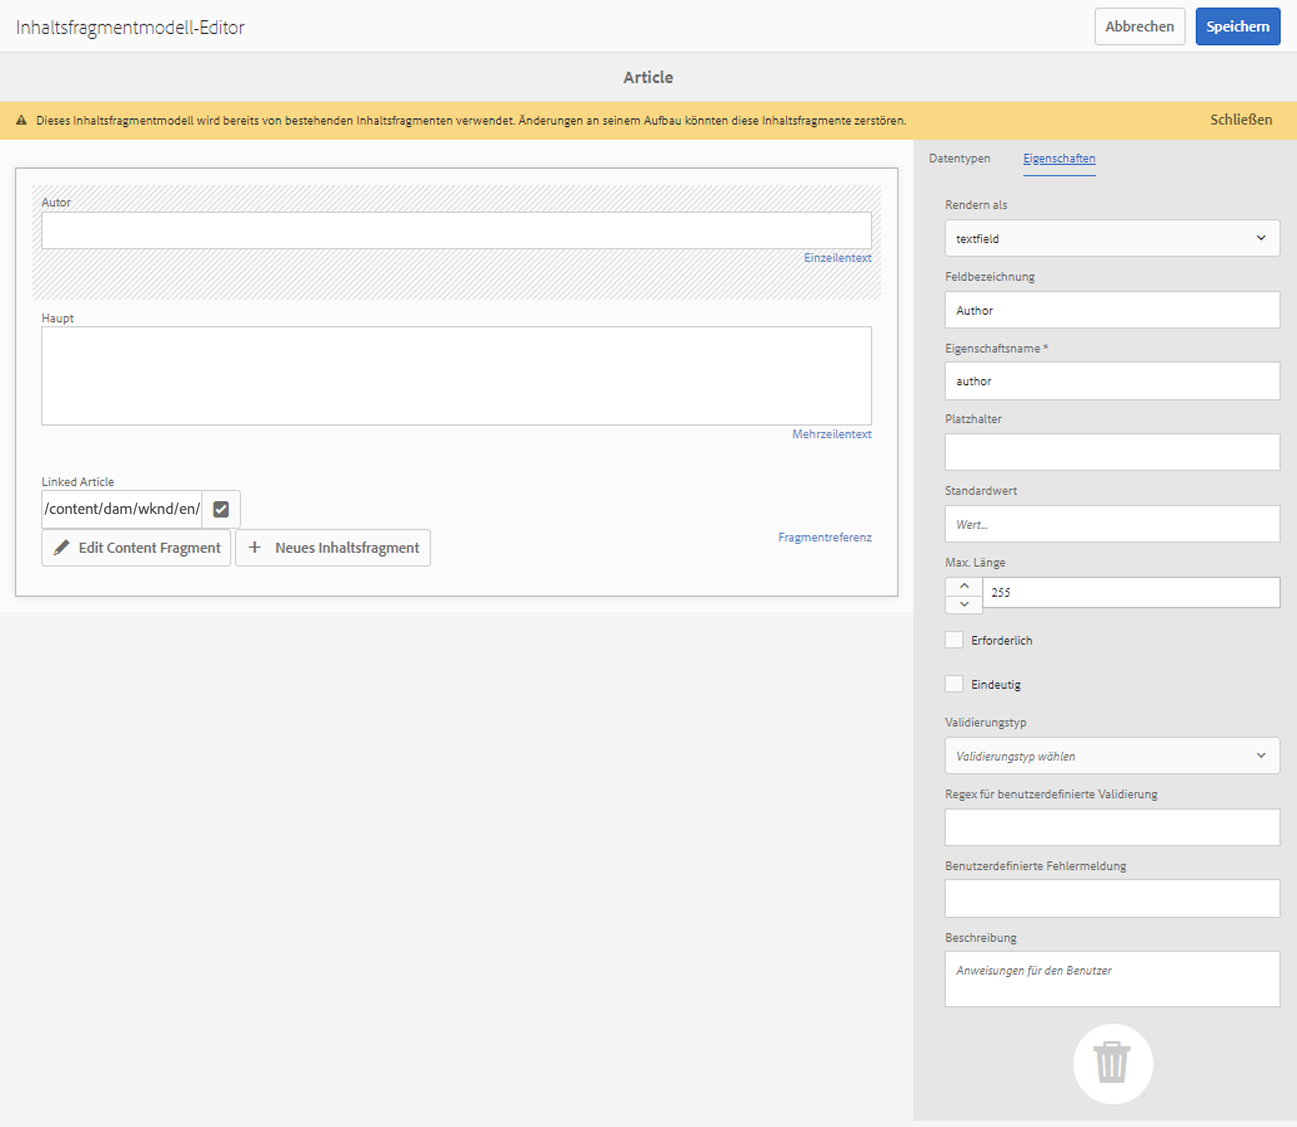 Inhaltsfragmentmodell-Editor
Abbrechen
Speichern
Article
Dieses Inhaltsfragmentmodell wird bereits von bestehenden Inhaltsfragmenten verwendet. Änderungen an seinem Aufbau könnten diese Inhaltsfragmente zerstören.
Schließen
Autor
Einzeilentext
Haupt
Mehrzeilentext
Linked Article
/content/dam/wknd/en/
Edit Content Fragment
Neues Inhaltsfragment
Fragmentreferenz
Datentypen
Eigenschaften
Rendern als
textfield
Feldbezeichnung
Author
Eigenschaftsname *
author
Platzhalter
Standardwert
Wert...
Max. Länge
255
Erforderlich
Eindeutig
Validierungstyp
Validierungstyp wählen
Regex für benutzerdefinierte Validierung
Benutzerdefinierte Fehlermeldung
Beschreibung
Anweisungen für den Benutzer